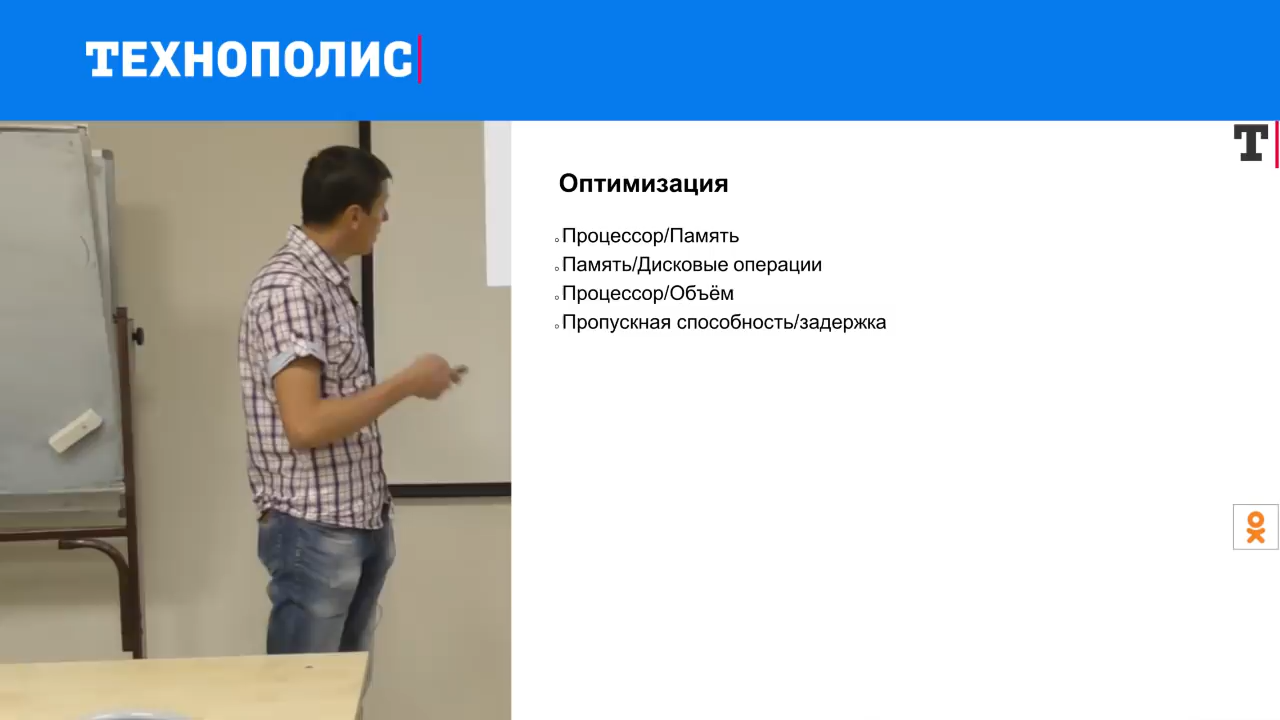 ТЕХНОПОЛИС
Т
Оптимизация
Процессор/Память
Память/Дисковые операции
Процессор/Объём
Пропускная способность/задержка